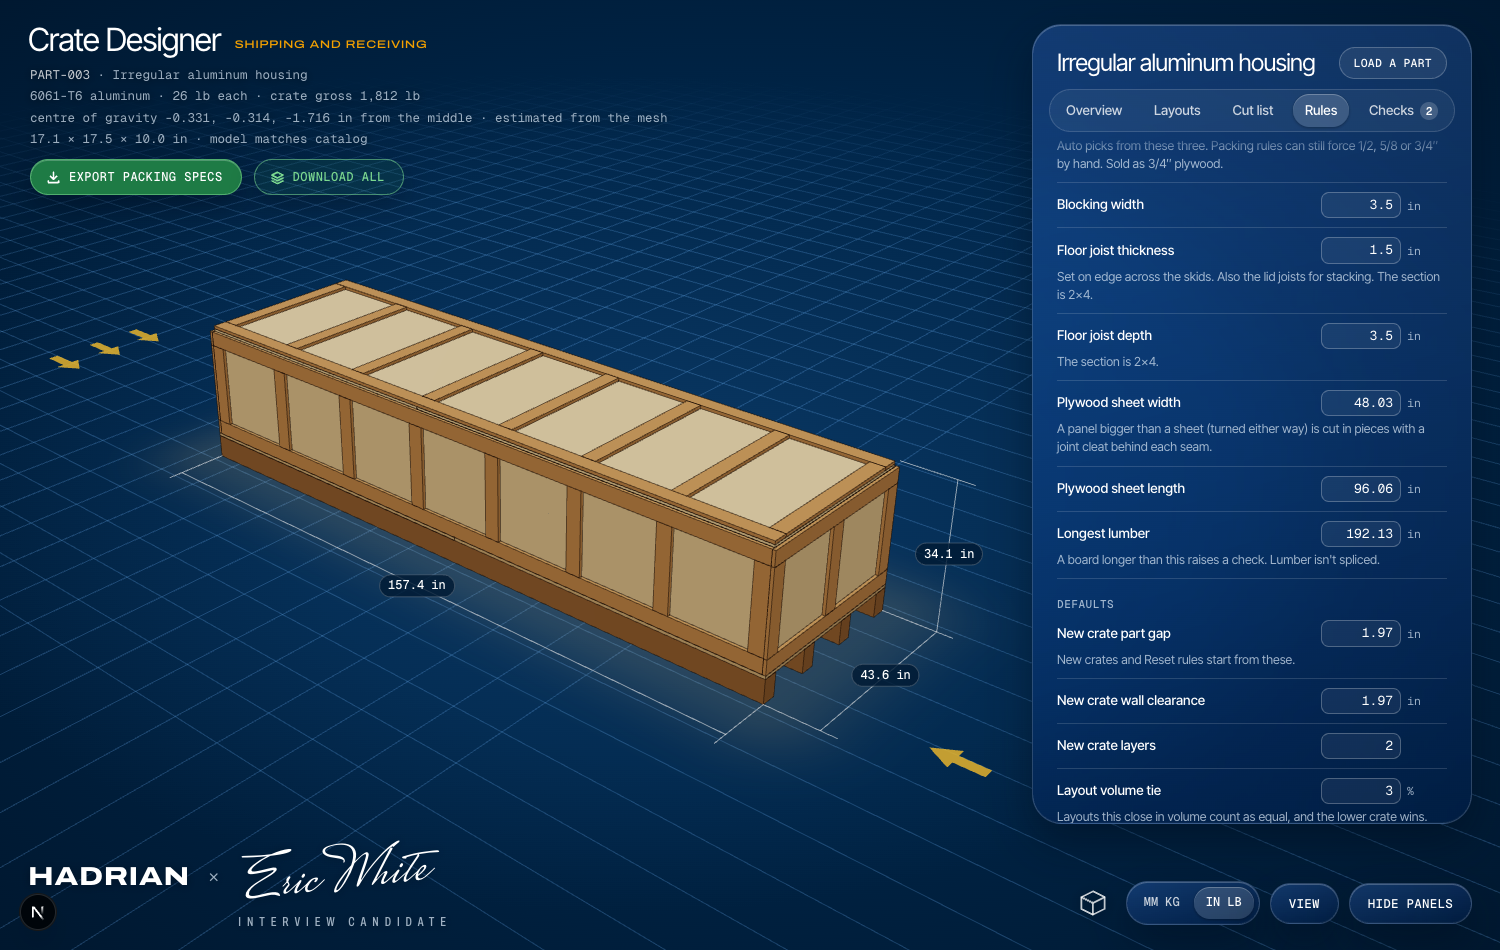 Crate Designer SHIPPING AND RECEIVING
PART-003 · Irregular aluminum housing
6061-T6 aluminum · 26 lb each · crate gross 1,812 lb
centre of gravity -0.331, -0.314, -1.716 in from the middle · estimated from the mesh
17.1 × 17.5 × 10.0 in · model matches catalog
EXPORT PACKING SPECS
DOWNLOAD ALL
157.4 in
34.1 in
43.6 in
Irregular aluminum housing
LOAD A PART
Overview Layouts Cut list Rules Checks 2
Auto picks from these three. Packing rules can still force 1/2, 5/8 or 3/4″
by hand. Sold as 3/4″ plywood.
Blocking width 3.5 in
Floor joist thickness 1.5 in
Set on edge across the skids. Also the lid joists for stacking. The section
is 2×4.
Floor joist depth 3.5 in
The section is 2×4.
Plywood sheet width 48.03 in
A panel bigger than a sheet (turned either way) is cut in pieces with a
joint cleat behind each seam.
Plywood sheet length 96.06 in
Longest lumber 192.13 in
A board longer than this raises a check. Lumber isn't spliced.
DEFAULTS
New crate part gap 1.97 in
New crates and Reset rules start from these.
New crate wall clearance 1.97 in
New crate layers 2
Layout volume tie 3 %
Layouts this close in volume count as equal, and the lower crate wins.
HADRIAN × Eric White
INTERVIEW CANDIDATE
N
MM KG IN LB
VIEW
HIDE PANELS